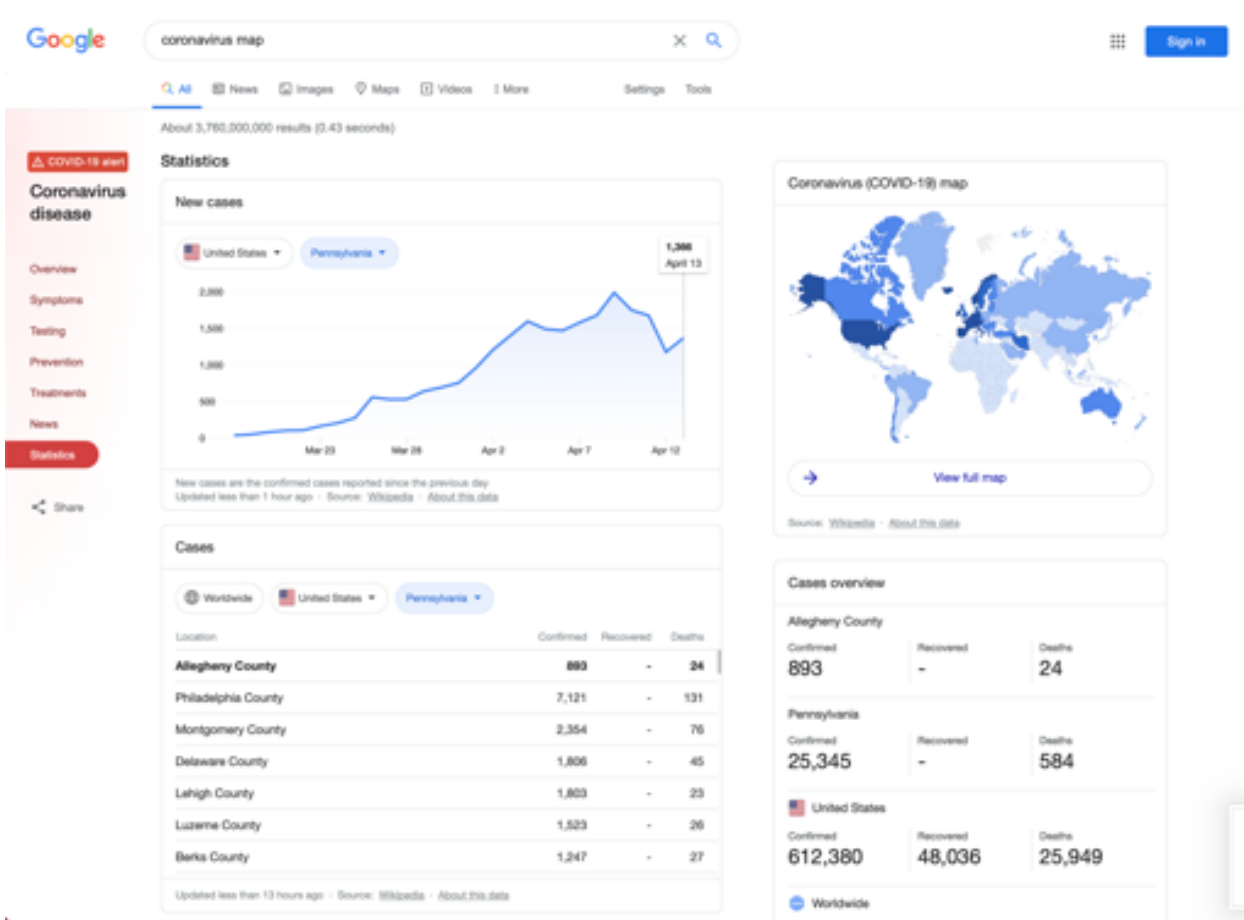 Google
coronavirus map
Sign in
All News Images Maps Videos More Settings Tools
About 3,760,000,000 results (0.43 seconds)
COVID-19 alert
Coronavirus
disease
Overview
Symptoms
Testing
Prevention
Treatments
News
Statistics
Share
Statistics
New cases
United States Pennsylvania
1,366
April 13
2,000
1,500
1,000
500
0
Mar 23 Mar 28 Apr 2 Apr 7 Apr 12
New cases are the confirmed cases reported since the previous day
Updated less than 1 hour ago · Source: Wikipedia · About this data
Cases
Worldwide United States Pennsylvania
Location Confirmed Recovered Deaths
Allegheny County 893 - 24
Philadelphia County 7,121 - 131
Montgomery County 2,354 - 76
Delaware County 1,806 - 45
Lehigh County 1,803 - 23
Luzerne County 1,523 - 26
Berks County 1,247 - 27
Updated less than 13 hours ago · Source: Wikipedia · About this data
Coronavirus (COVID-19) map
View full map
Source: Wikipedia · About this data
Cases overview
Allegheny County
Confirmed Recovered Deaths
893 - 24
Pennsylvania
Confirmed Recovered Deaths
25,345 - 584
United States
Confirmed Recovered Deaths
612,380 48,036 25,949
Worldwide